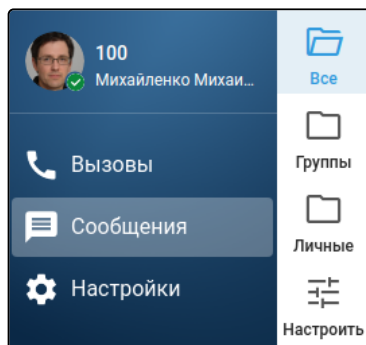 100
Михайленко Михаи...
Вызовы
Сообщения
Настройки
Все
Группы
Личные
Настроить